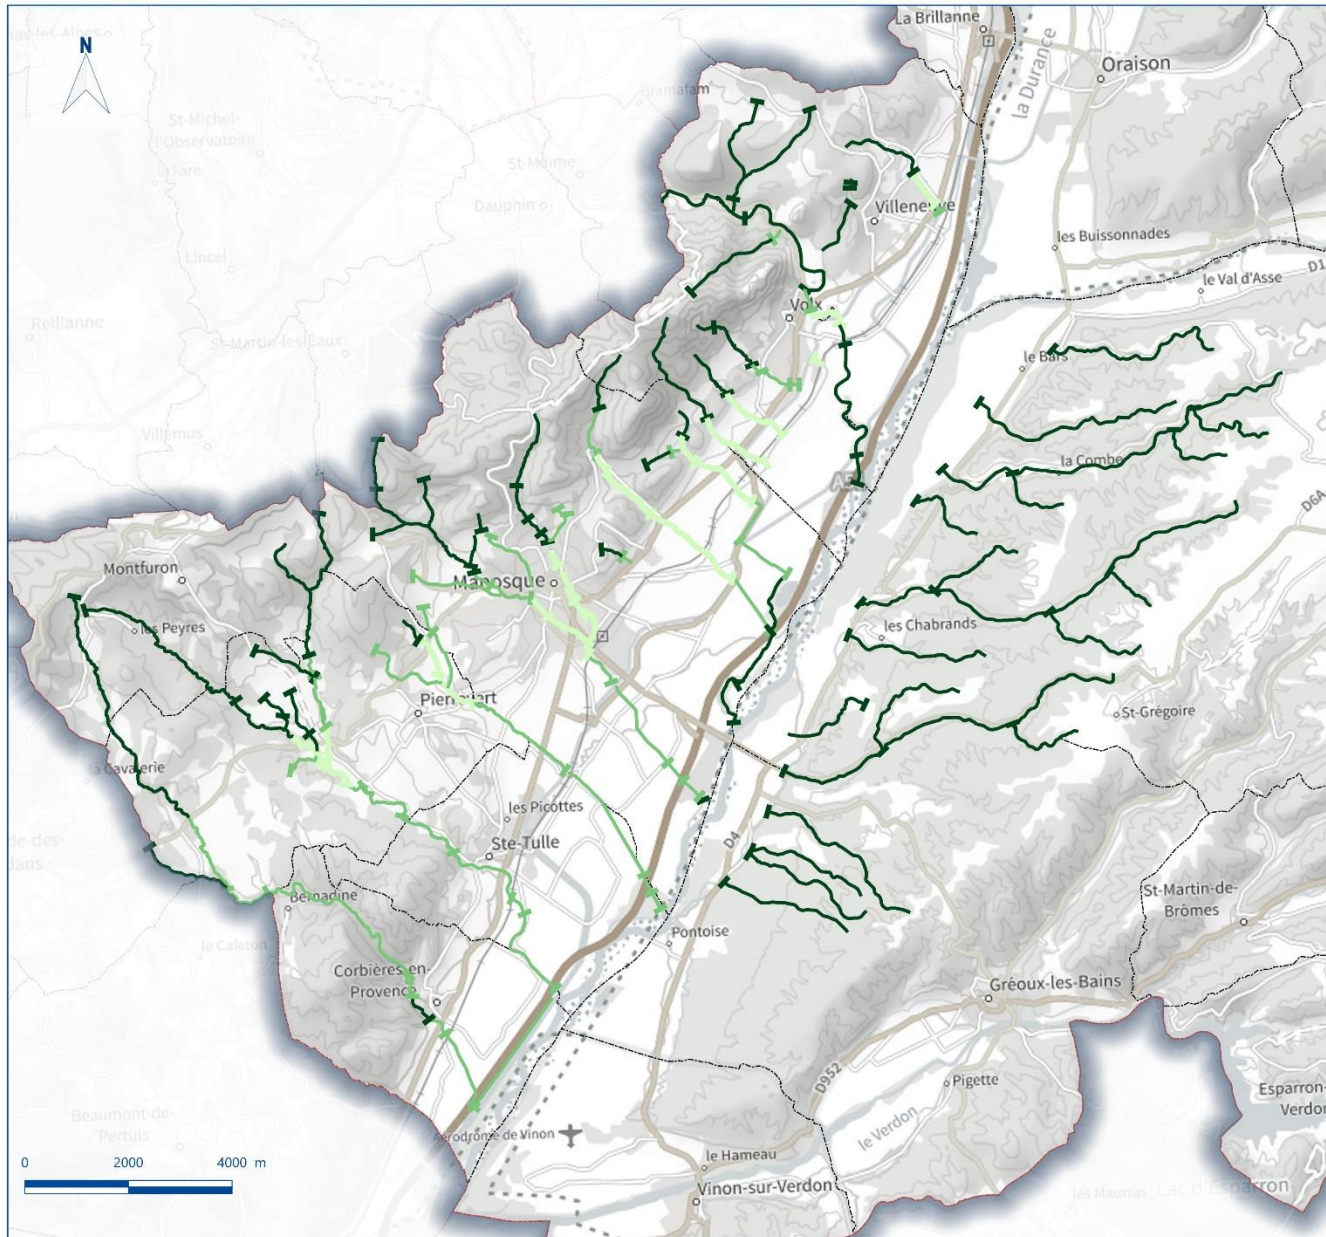 La Brillanne
N
Oraison
la Durance
Bramafam
St-Michel-
l'Observatoire
St-Maime
la Fare
Dauphin
Villeneuve
les Buissonnades
Lincel
D1
le Val d'Asse
Volx
Reillanne
St-Martin-les-Eaux
le Bars
Villemus
la Combe
D6A
Montfuron
Manosque
les Peyres
les Chabrands
Pierrevert
St-Grégoire
la Cavalerie
les Picottes
D4
Ste-Tulle
St-Martin-de-
Brômes
Bernadine
Pontoise
le Cafeton
Corbières-en-
Provence
Gréoux-les-Bains
D952
Pigette
Esparron-
Verdon
Beaumont-de-
Pertuis
Aérodrome de Vinon
le Verdon
0 2000 4000 m
le Hameau
Vinon-sur-Verdon
les Maurras
Lac d'Esparron